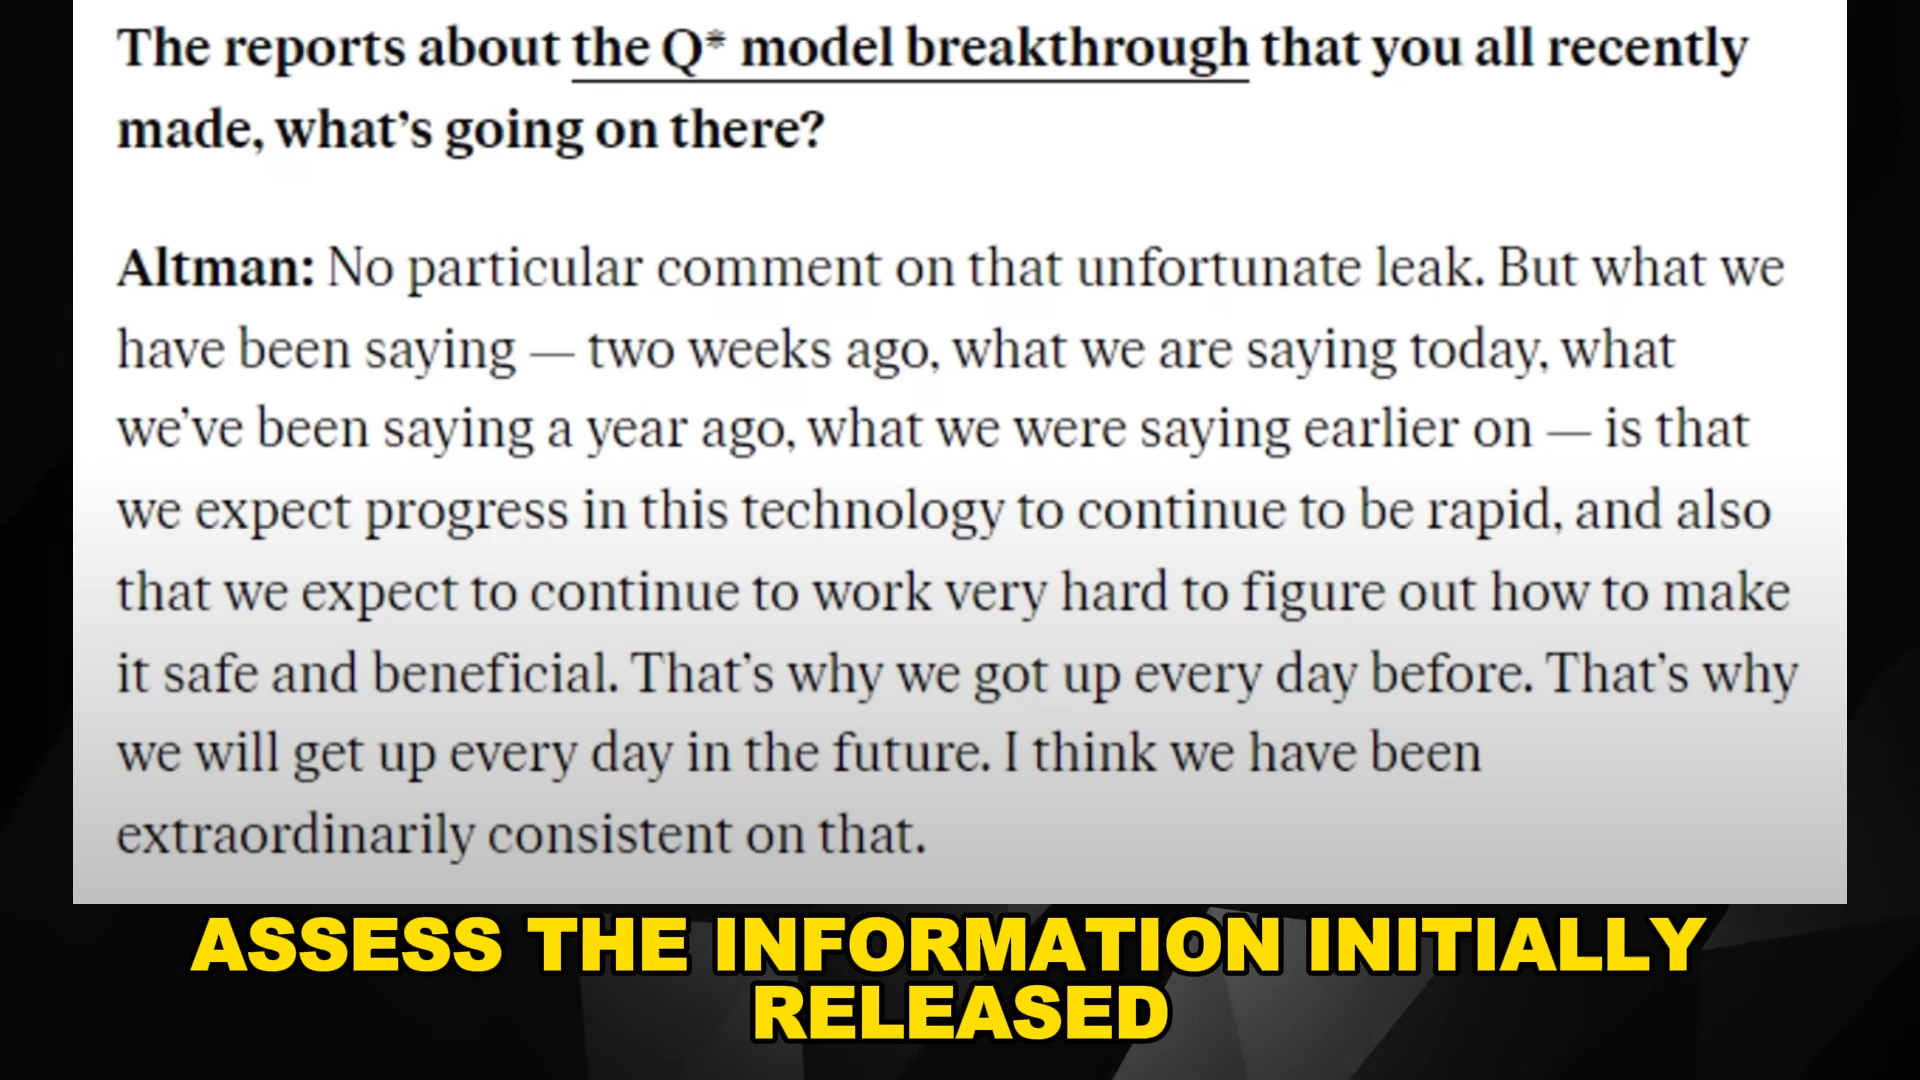 The reports about the Q* model breakthrough that you all recently
made, what’s going on there?
Altman: No particular comment on that unfortunate leak. But what we
have been saying — two weeks ago, what we are saying today, what
we’ve been saying a year ago, what we were saying earlier on — is that
we expect progress in this technology to continue to be rapid, and also
that we expect to continue to work very hard to figure out how to make
it safe and beneficial. That’s why we got up every day before. That’s why
we will get up every day in the future. I think we have been
extraordinarily consistent on that.
ASSESS THE INFORMATION INITIALLY
RELEASED